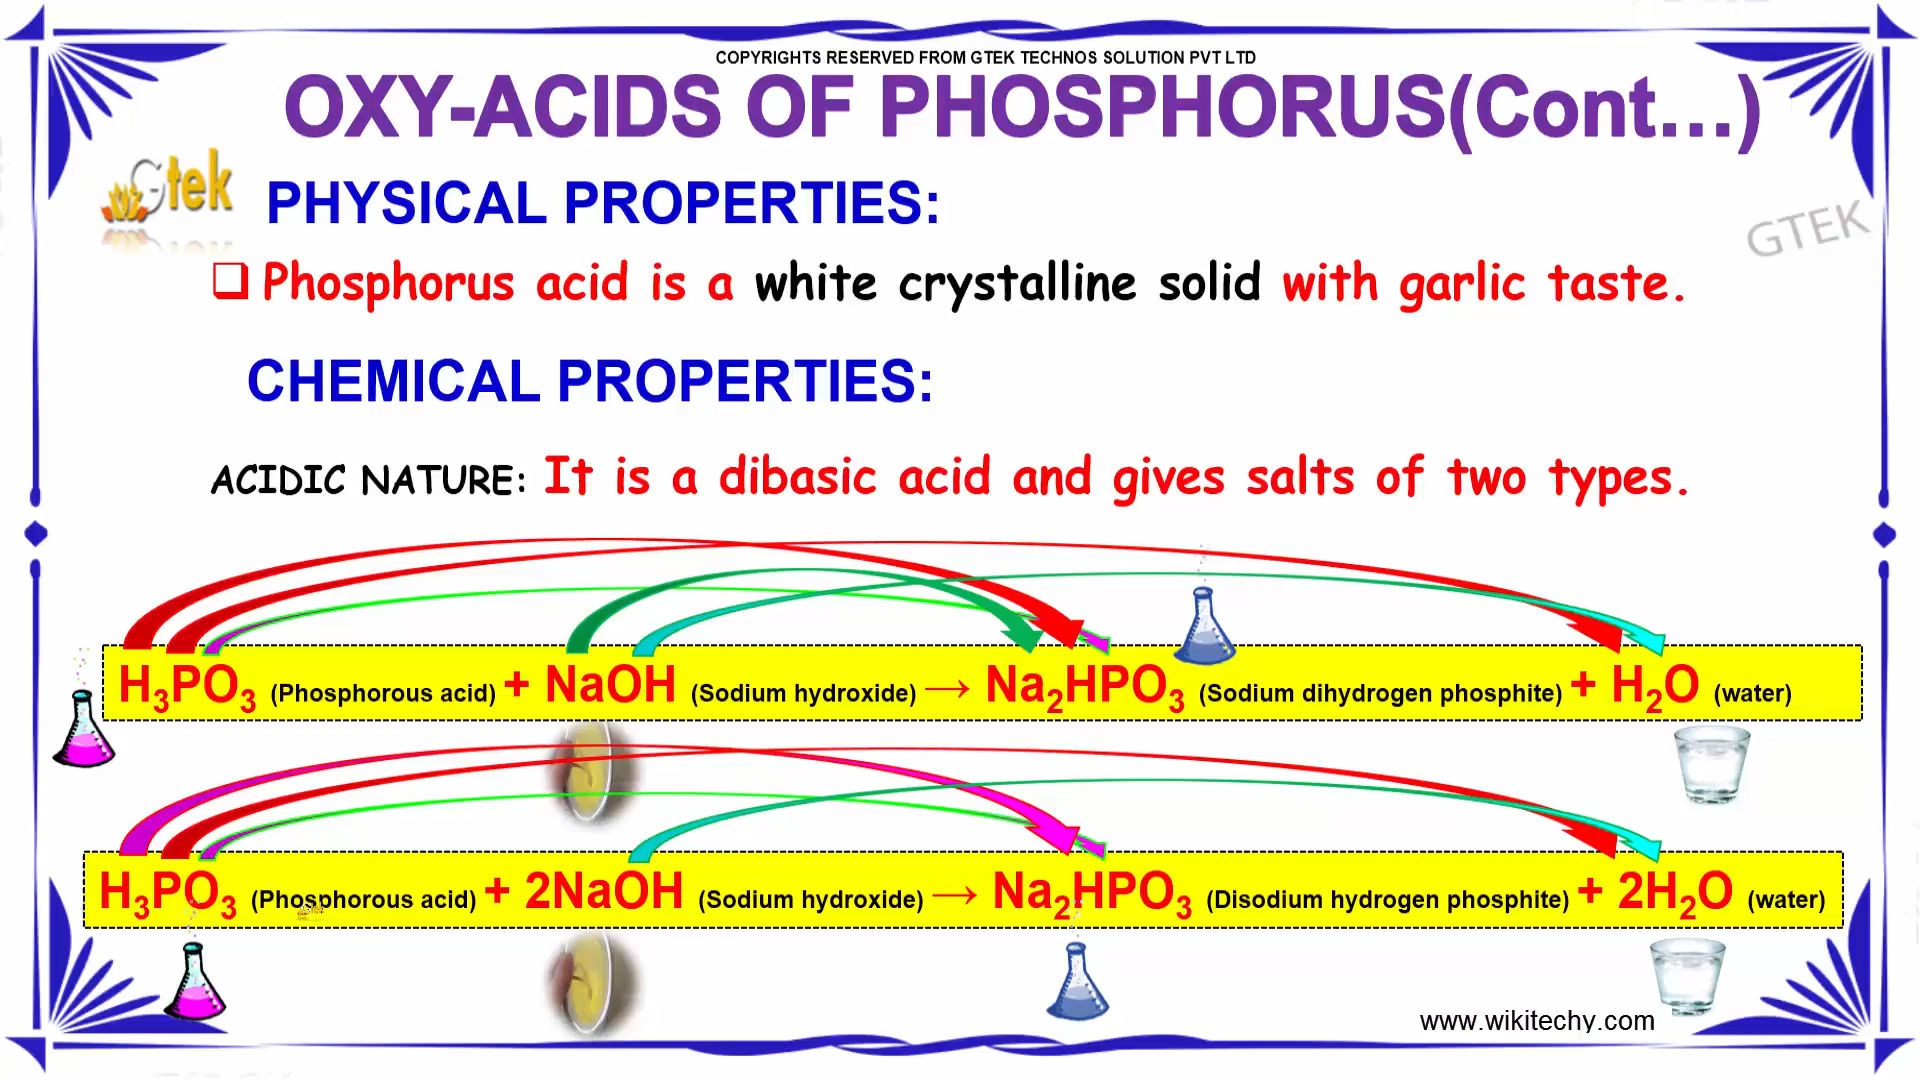 COPYRIGHTS RESERVED FROM GTEK TECHNOS SOLUTION PVT LTD
OXY-ACIDS OF PHOSPHORUS(Cont...)
Gtek
PHYSICAL PROPERTIES:
GTEK
❑ Phosphorus acid is a white crystalline solid with garlic taste.
CHEMICAL PROPERTIES:
ACIDIC NATURE: It is a dibasic acid and gives salts of two types.
H₃PO₃ (Phosphorous acid) + NaOH (Sodium hydroxide) → Na₂HPO₃ (Sodium dihydrogen phosphite) + H₂O (water)
H₃PO₃ (Phosphorous acid) + 2NaOH (Sodium hydroxide) → Na₂HPO₃ (Disodium hydrogen phosphite) + 2H₂O (water)
www.wikitechy.com